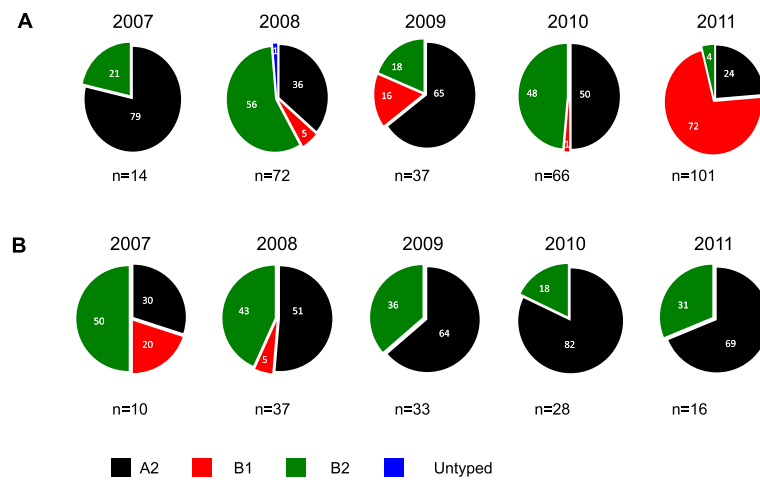 A
2007 2008 2009 2010 2011
21 79
1 36 5 56
18 65 16
48 50 1
4 24 72
n=14 n=72 n=37 n=66 n=101
B
2007 2008 2009 2010 2011
30 50 20
43 51 5
36 64
18 82
31 69
n=10 n=37 n=33 n=28 n=16
A2 B1 B2 Untyped